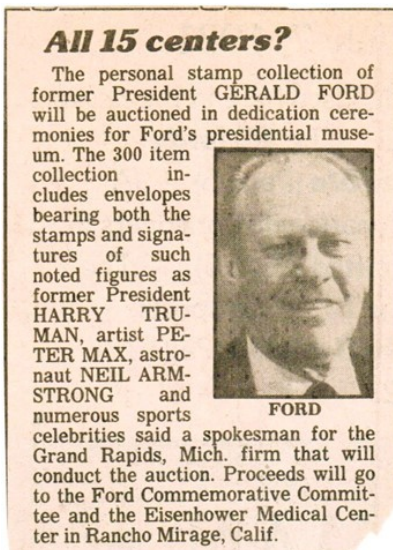 All 15 centers?
The personal stamp collection of
former President GERALD FORD
will be auctioned in dedication cere-
monies for Ford's presidential muse-
um. The 300 item
collection in-
cludes envelopes
bearing both the
stamps and signa-
tures of such
noted figures as
former President
HARRY TRU-
MAN, artist PE-
TER MAX, astro-
naut NEIL ARM-
STRONG and
numerous sports
FORD
celebrities said a spokesman for the
Grand Rapids, Mich. firm that will
conduct the auction. Proceeds will go
to the Ford Commemorative Commit-
tee and the Eisenhower Medical Cen-
ter in Rancho Mirage, Calif.